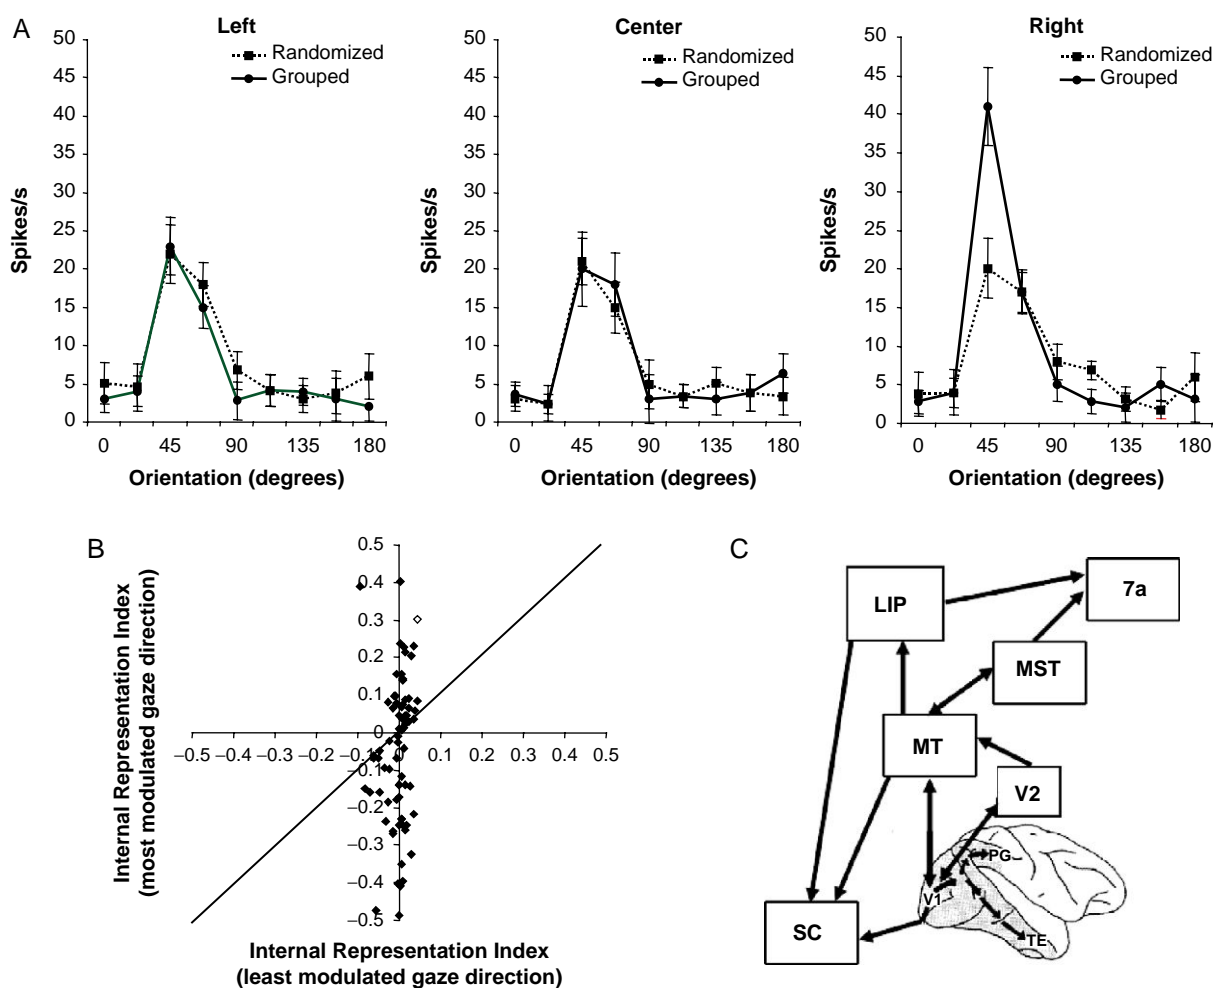 A
Left
Randomized
Grouped
50
45
40
35
30
25
20
15
10
5
0
Spikes/s
0 45 90 135 180
Orientation (degrees)
Center
Randomized
Grouped
50
45
40
35
30
25
20
15
10
5
0
Spikes/s
0 45 90 135 180
Orientation (degrees)
Right
Randomized
Grouped
50
45
40
35
30
25
20
15
10
5
0
Spikes/s
0 45 90 135 180
Orientation (degrees)
B
Internal Representation Index
(most modulated gaze direction)
0.5
0.4
0.3
0.2
0.1
0
−0.1
−0.2
−0.3
−0.4
−0.5
−0.5 −0.4 −0.3 −0.2 −0.1 0 0.1 0.2 0.3 0.4 0.5
Internal Representation Index
(least modulated gaze direction)
C
LIP
7a
MST
MT
V2
PG
V1
SC
TE